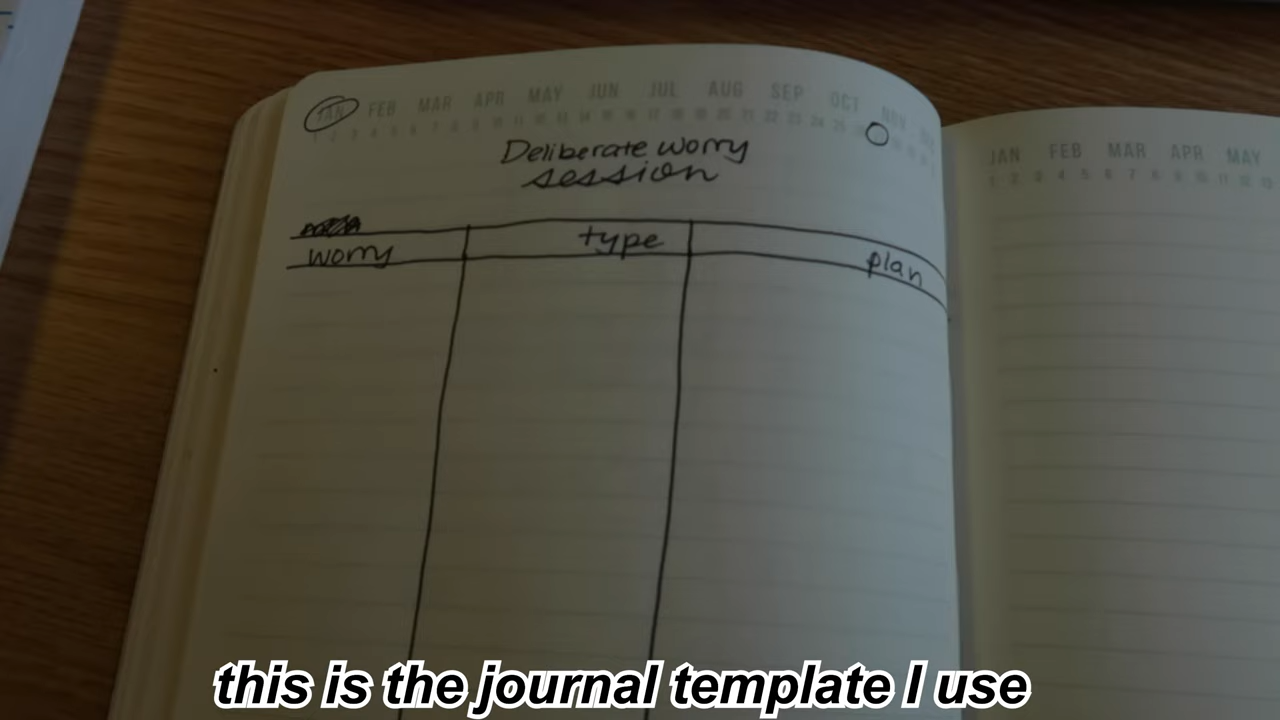 JAN FEB MAR APR MAY JUN JUL AUG SEP OCT NOV
Deliberate worry
session
worry type plan
JAN FEB MAR APR MAY
this is the journal template I use